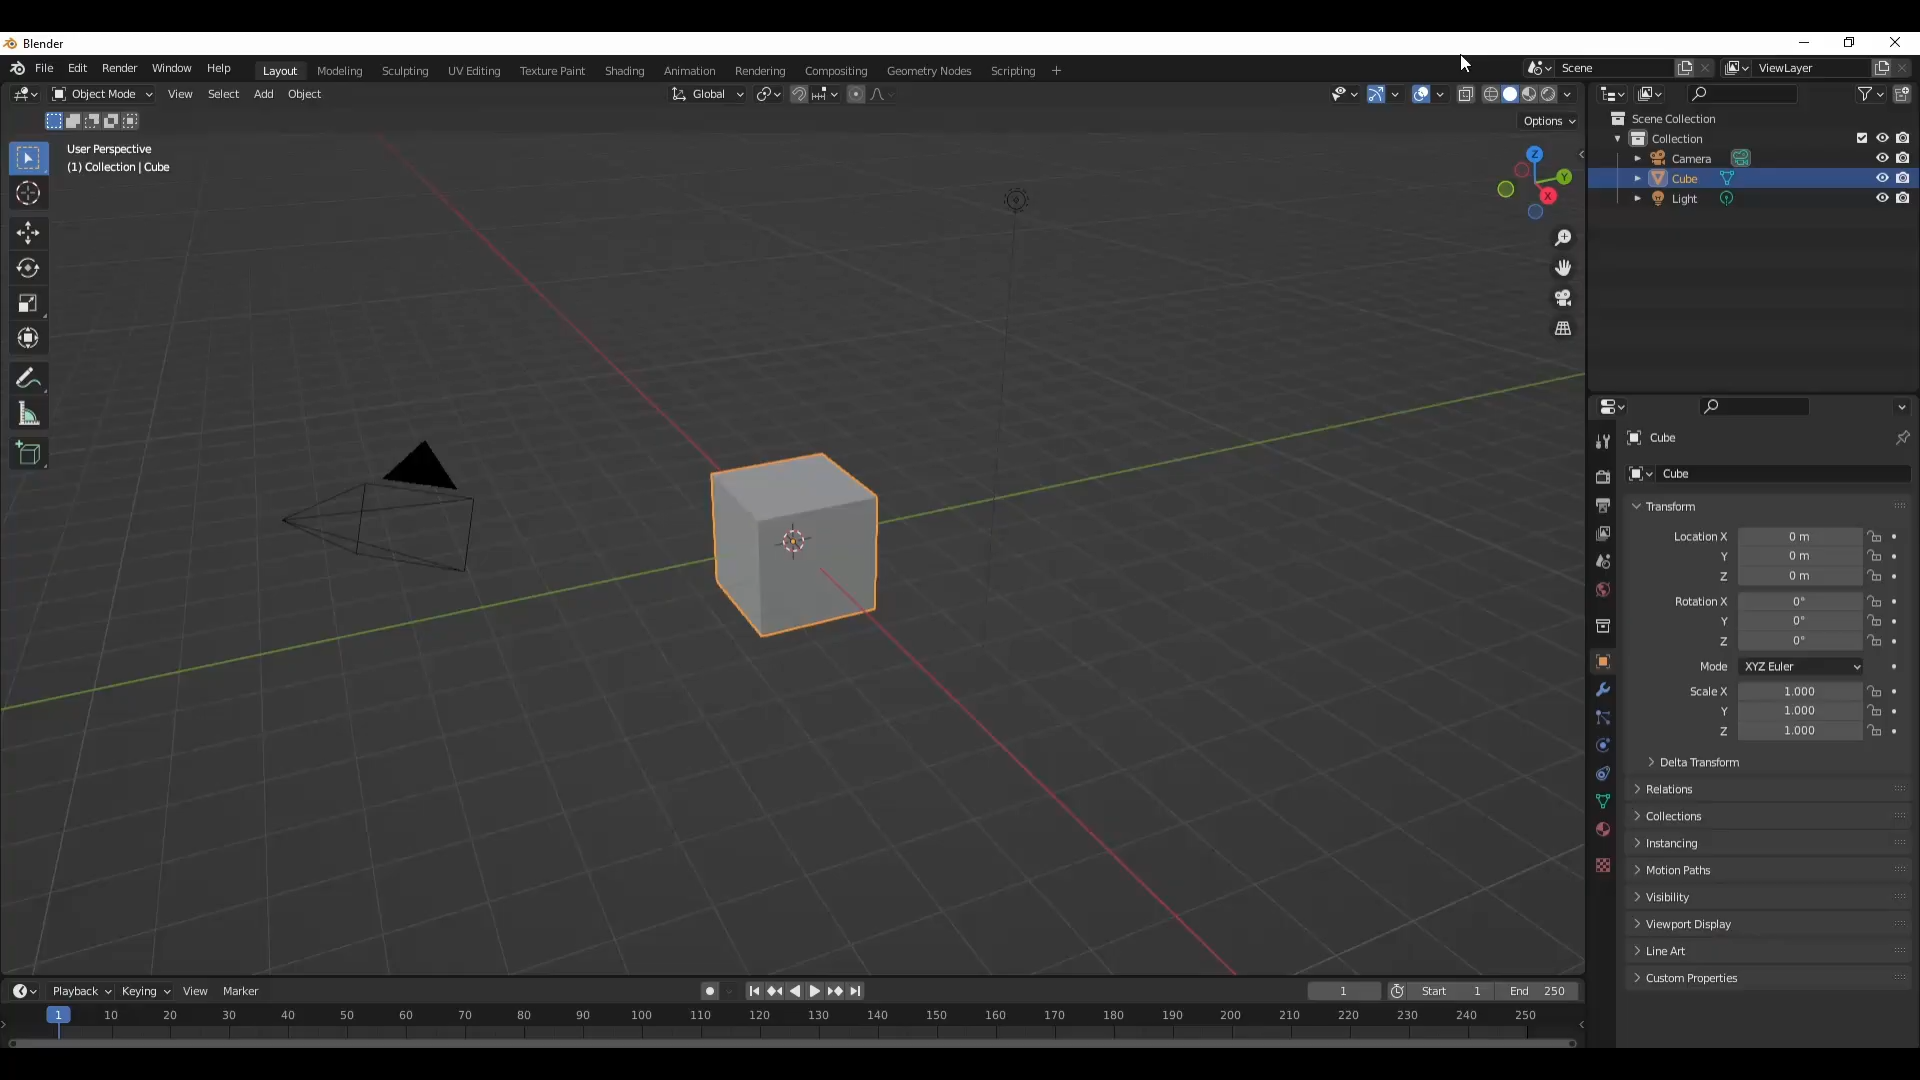 Blender
File Edit Render Window Help Layout Modeling Sculpting UV Editing Texture Paint Shading Animation Rendering Compositing Geometry Nodes Scripting + Scene ViewLayer
Object Mode View Select Add Object Global
Options
User Perspective
(1) Collection | Cube
Z
Y
X
Scene Collection
Collection
Camera
Cube
Light
Cube
Cube
Transform
Location X 0 m
Y 0 m
Z 0 m
Rotation X 0°
Y 0°
Z 0°
Mode XYZ Euler
Scale X 1.000
Y 1.000
Z 1.000
Delta Transform
Relations
Collections
Instancing
Motion Paths
Visibility
Viewport Display
Line Art
Custom Properties
Playback Keying View Marker 1 Start 1 End 250
1 10 20 30 40 50 60 70 80 90 100 110 120 130 140 150 160 170 180 190 200 210 220 230 240 250